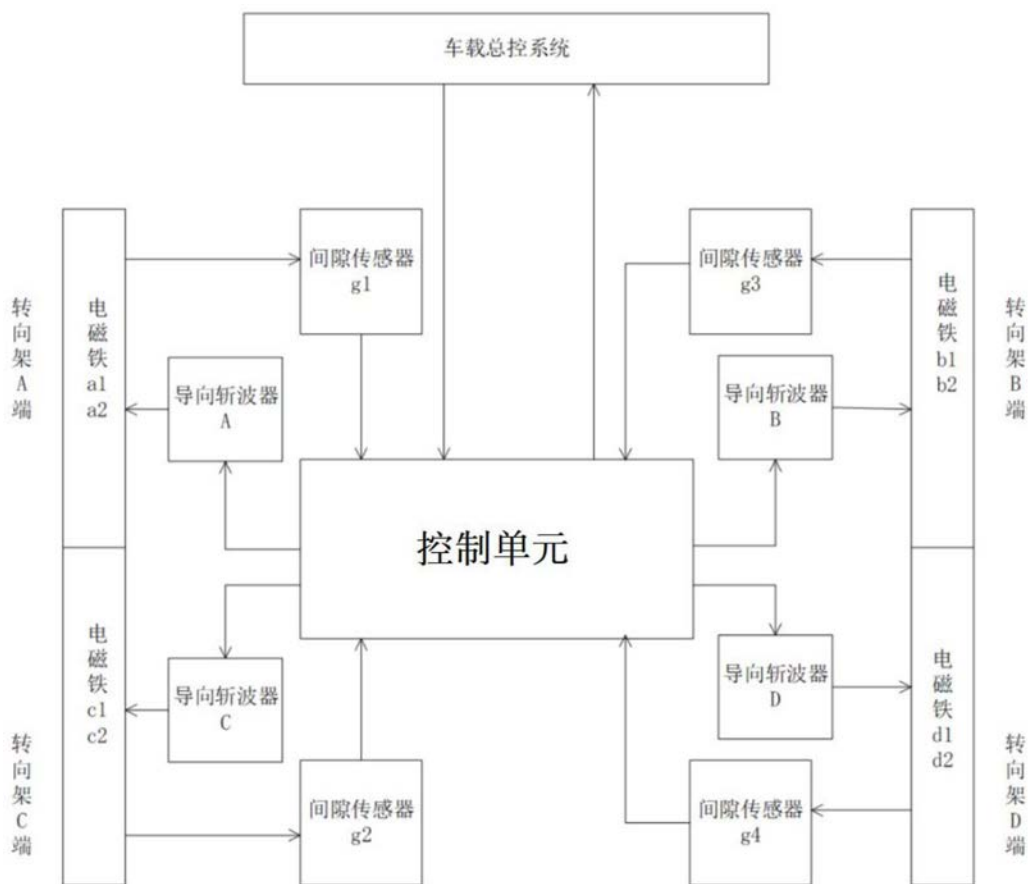 车载总控系统
转向架A端
电磁铁
a1
a2
间隙传感器
g1
导向斩波器
A
间隙传感器
g3
导向斩波器
B
电磁铁
b1
b2
转向架B端
控制单元
转向架C端
电磁铁
c1
c2
导向斩波器
C
间隙传感器
g2
导向斩波器
D
间隙传感器
g4
电磁铁
d1
d2
转向架D端